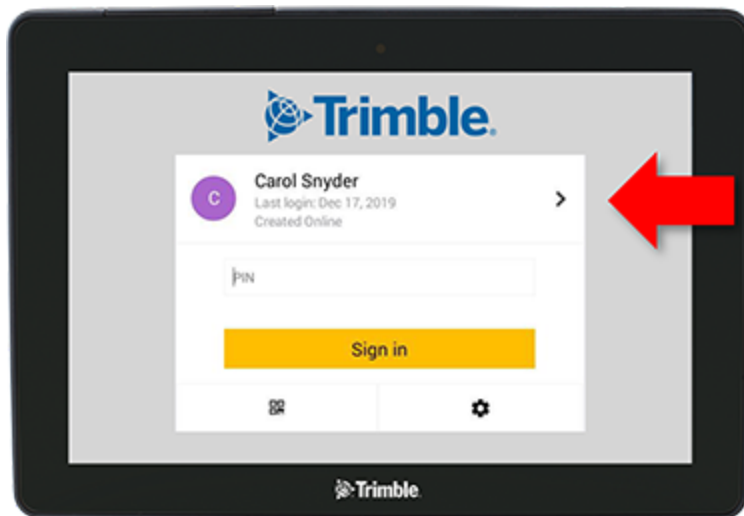 Trimble.
C
Carol Snyder
Last login: Dec 17, 2019
Created Online
PIN
Sign in
Trimble.